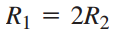 R₁ = 2R₂